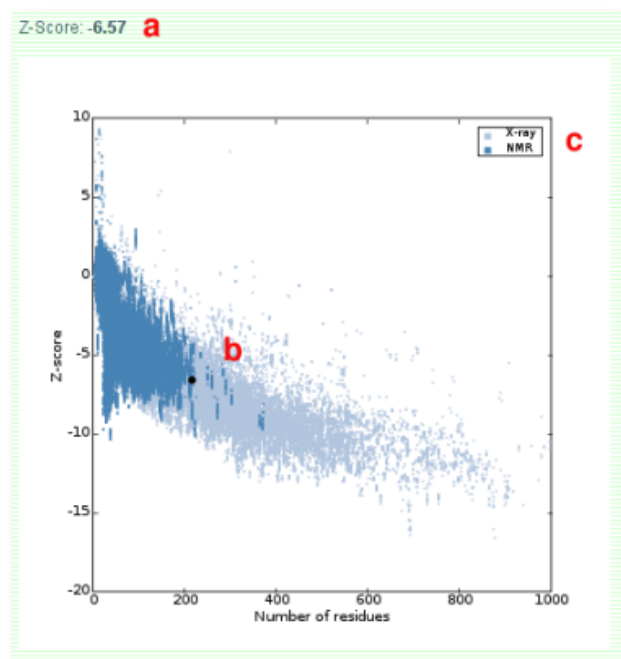 Z-Score: -6.57 a
10
X-ray
NMR
c
5
0
b
-5
-10
-15
-20
Z-score
0 200 400 600 800 1000
Number of residues